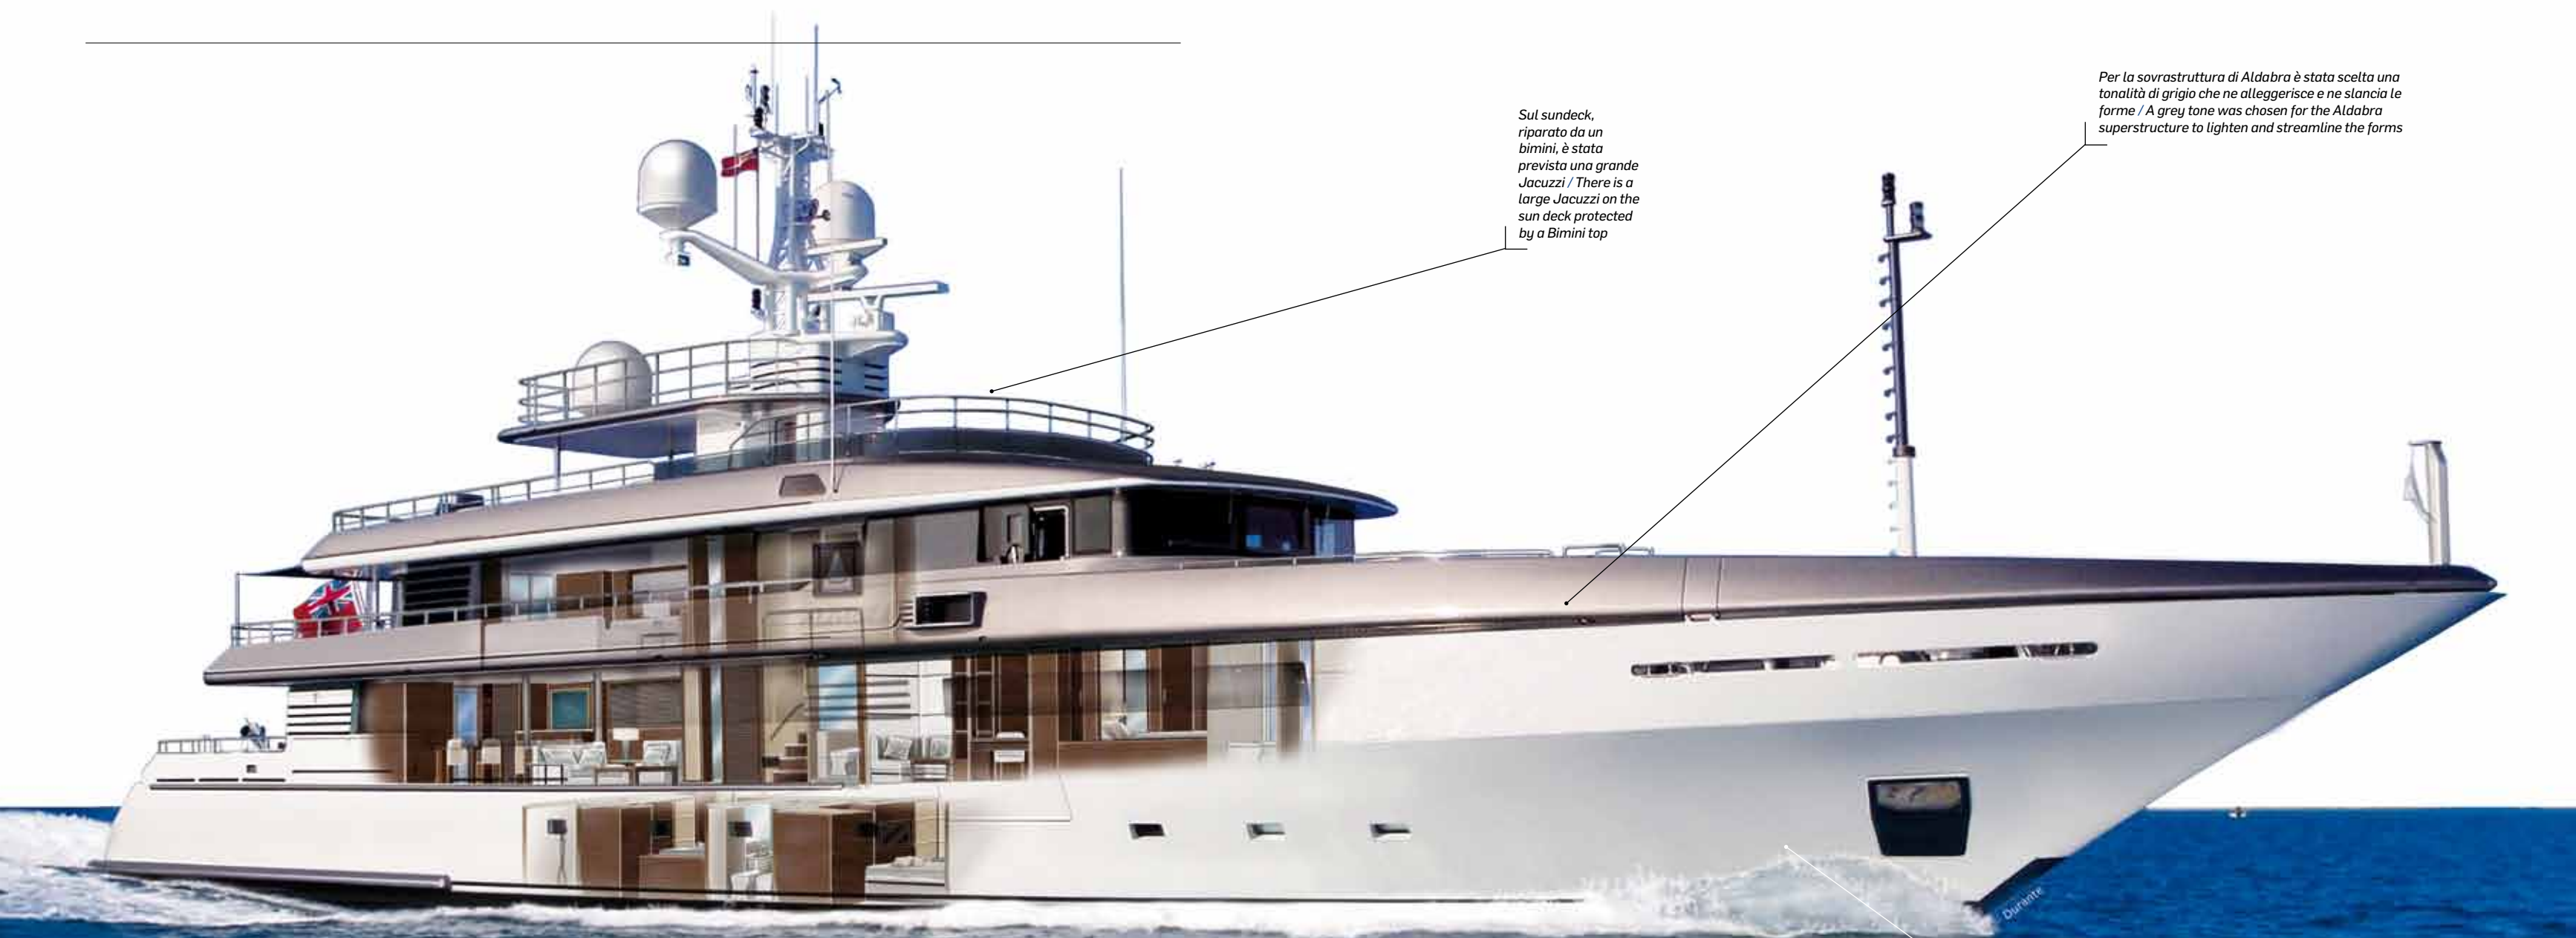 Sul sundeck,
riparato da un
bimini, è stata
prevista una grande
Jacuzzi / There is a
large Jacuzzi on the
sun deck protected
by a Bimini top
Per la sovrastruttura di Aldabra è stata scelta una
tonalità di grigio che ne alleggerisce e ne slancia le
forme / A grey tone was chosen for the Aldabra
superstructure to lighten and streamline the forms
Durante